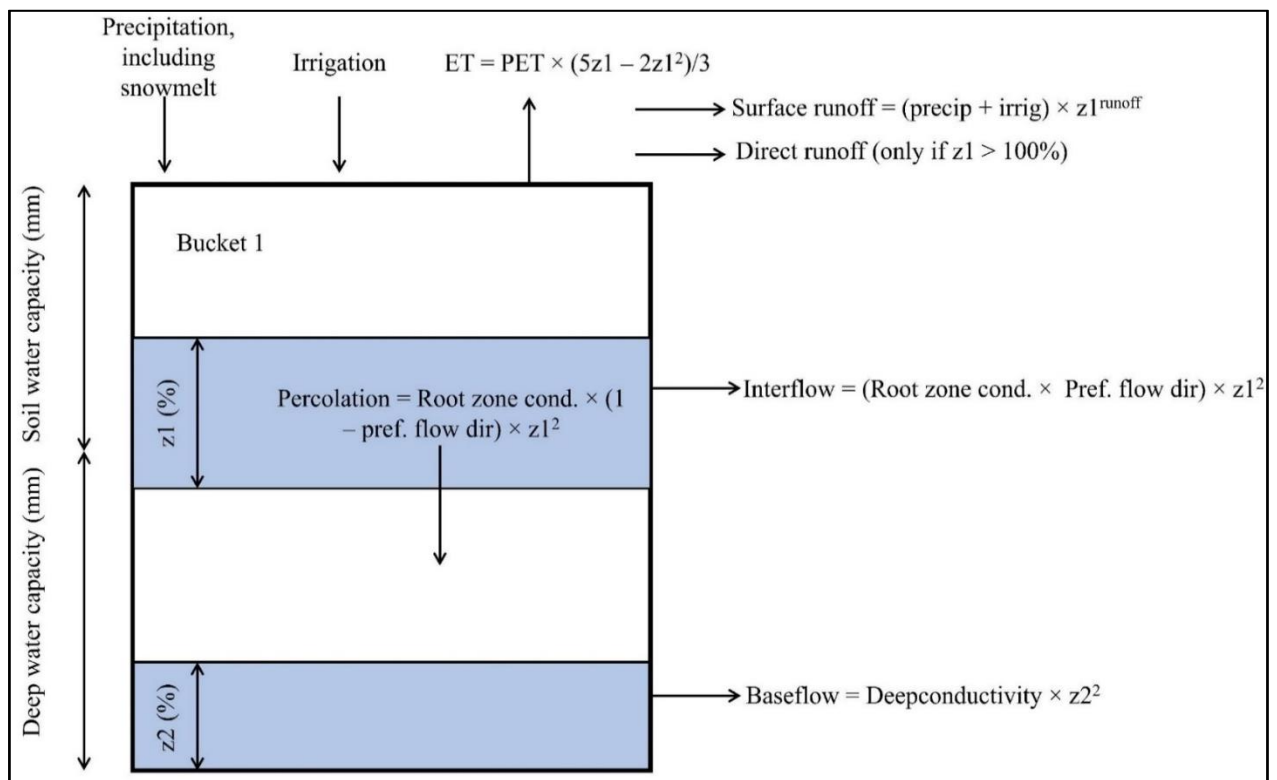 Precipitation,
including
snowmelt
Irrigation
ET = PET × (5z1 – 2z1²)/3
Surface runoff = (precip + irrig) × z1^runoff
Direct runoff (only if z1 > 100%)
Soil water capacity (mm)
Bucket 1
z1 (%)
Percolation = Root zone cond. × (1
– pref. flow dir) × z1²
Interflow = (Root zone cond. × Pref. flow dir) × z1²
Deep water capacity (mm)
z2 (%)
Baseflow = Deepconductivity × z2²